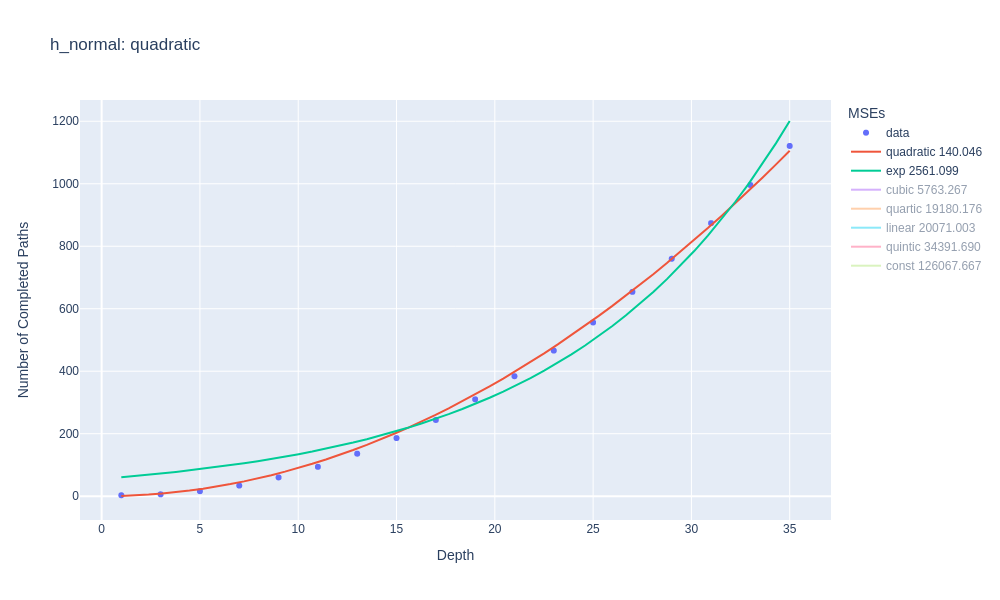 h_normal: quadratic
MSEs
data
quadratic 140.046
exp 2561.099
cubic 5763.267
quartic 19180.176
linear 20071.003
quintic 34391.690
const 126067.667
Number of Completed Paths
1200
1000
800
600
400
200
0
0 5 10 15 20 25 30 35
Depth